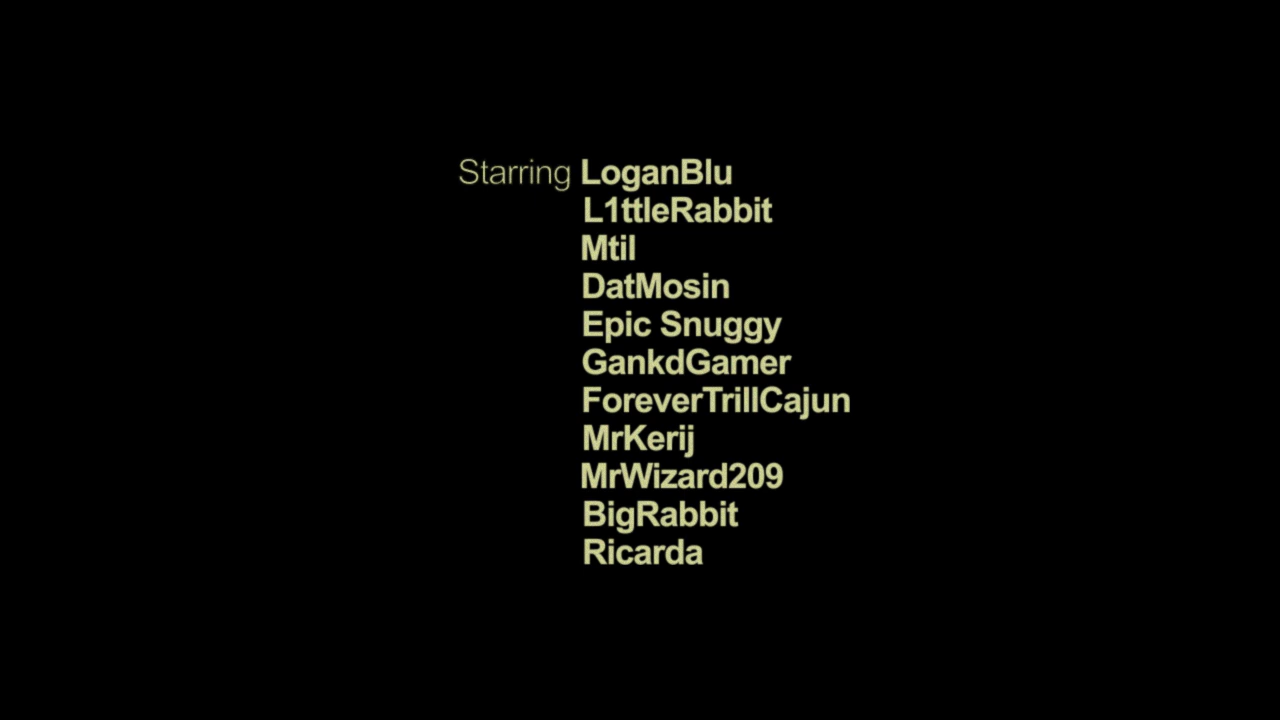 Starring LoganBlu
L1ttleRabbit
Mtil
DatMosin
Epic Snuggy
GankdGamer
ForeverTrillCajun
MrKerij
MrWizard209
BigRabbit
Ricarda